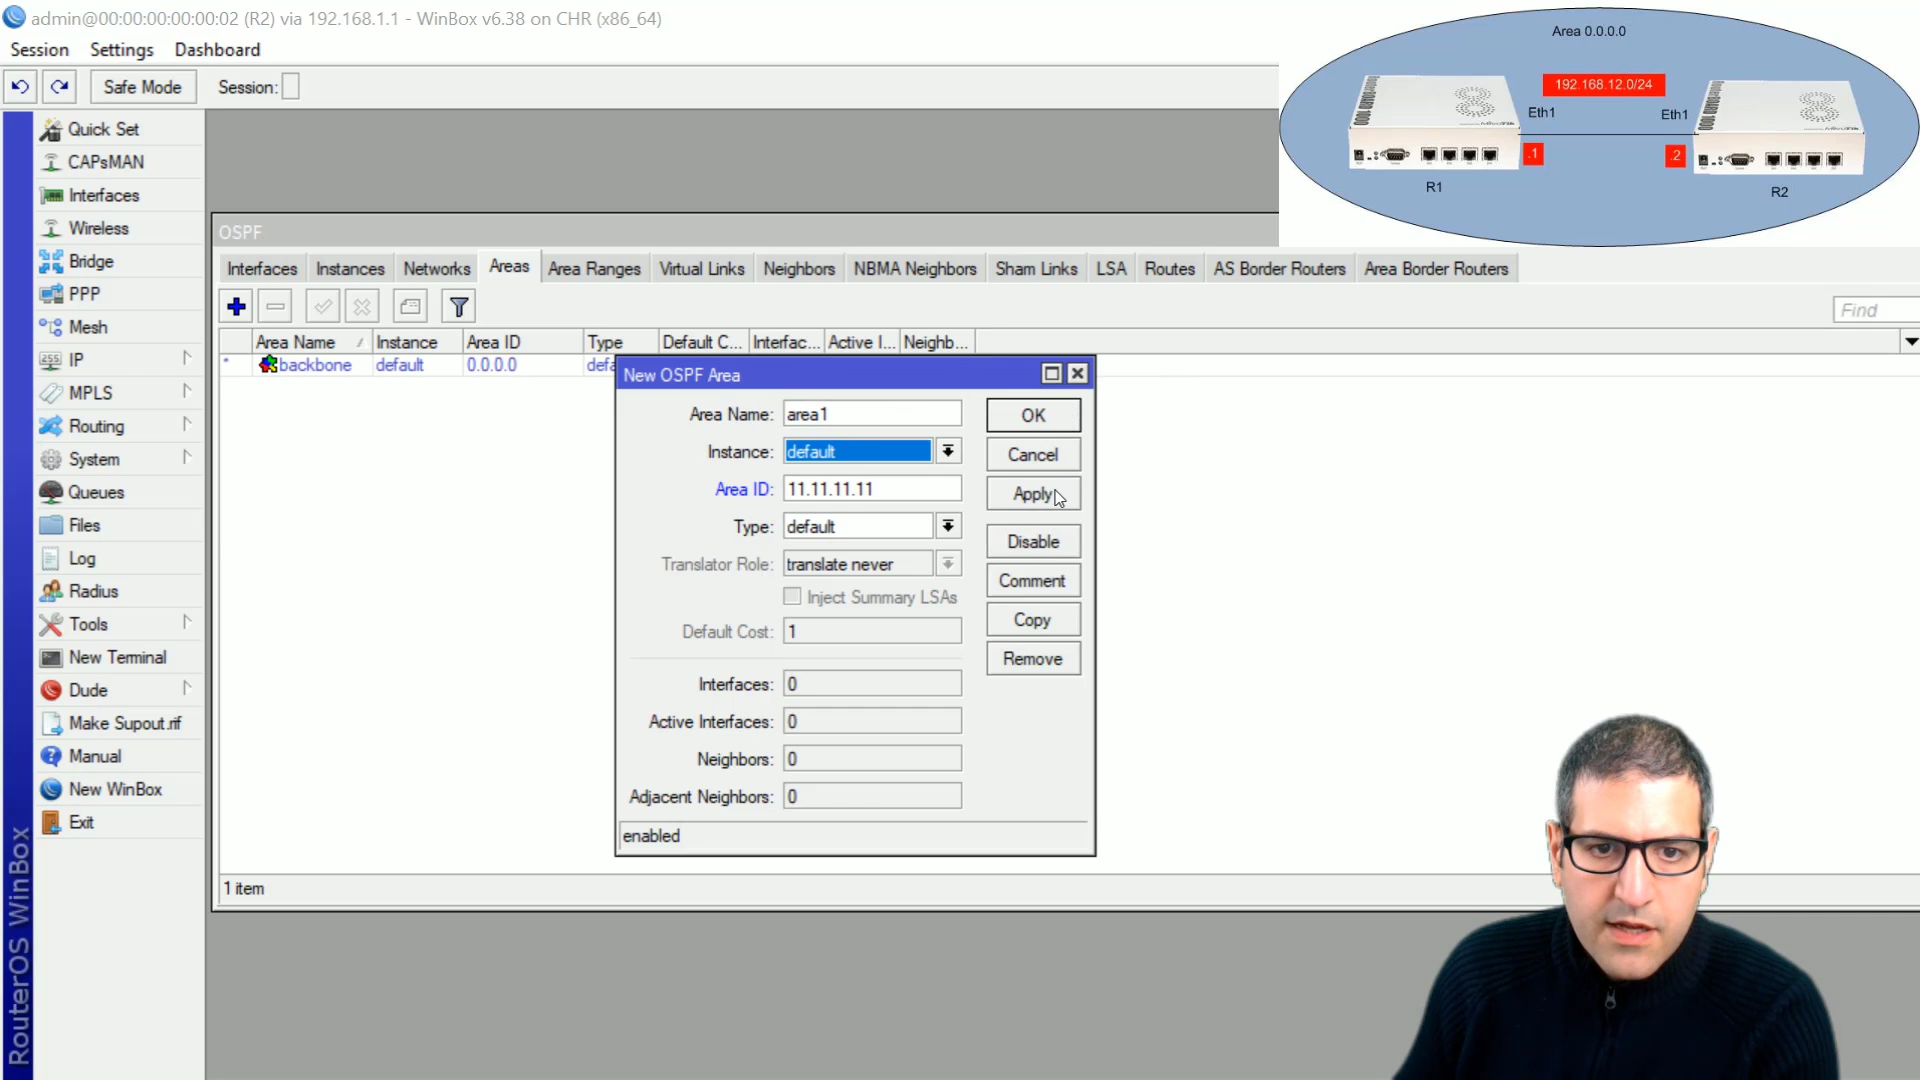 admin@00:00:00:00:00:02 (R2) via 192.168.1.1 - WinBox v6.38 on CHR (x86_64)
Session Settings Dashboard
Safe Mode Session:
Area 0.0.0.0
192.168.12.0/24
Eth1 Eth1
.1 .2
R1 R2
RouterOS WinBox
Quick Set
CAPsMAN
Interfaces
Wireless
Bridge
PPP
Mesh
IP
MPLS
Routing
System
Queues
Files
Log
Radius
Tools
New Terminal
Dude
Make Supout.rif
Manual
New WinBox
Exit
OSPF
Interfaces Instances Networks Areas Area Ranges Virtual Links Neighbors NBMA Neighbors Sham Links LSA Routes AS Border Routers Area Border Routers
Find
Area Name Instance Area ID Type Default C... Interfac... Active I... Neighb...
* backbone default 0.0.0.0 defa
New OSPF Area
Area Name: area1
Instance: default
Area ID: 11.11.11.11
Type: default
Translator Role: translate never
Inject Summary LSAs
Default Cost: 1
Interfaces: 0
Active Interfaces: 0
Neighbors: 0
Adjacent Neighbors: 0
enabled
OK
Cancel
Apply
Disable
Comment
Copy
Remove
1 item